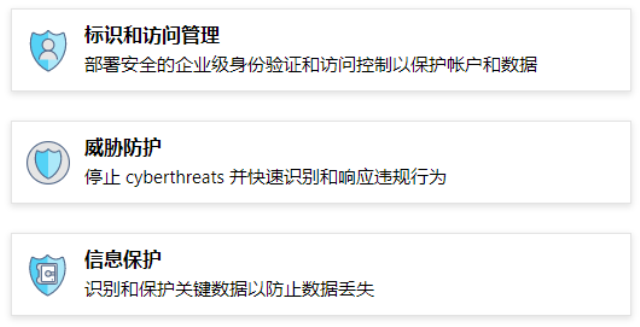 标识和访问管理
部署安全的企业级身份验证和访问控制以保护帐户和数据
威胁防护
停止 cyberthreats 并快速识别和响应违规行为
信息保护
识别和保护关键数据以防止数据丢失